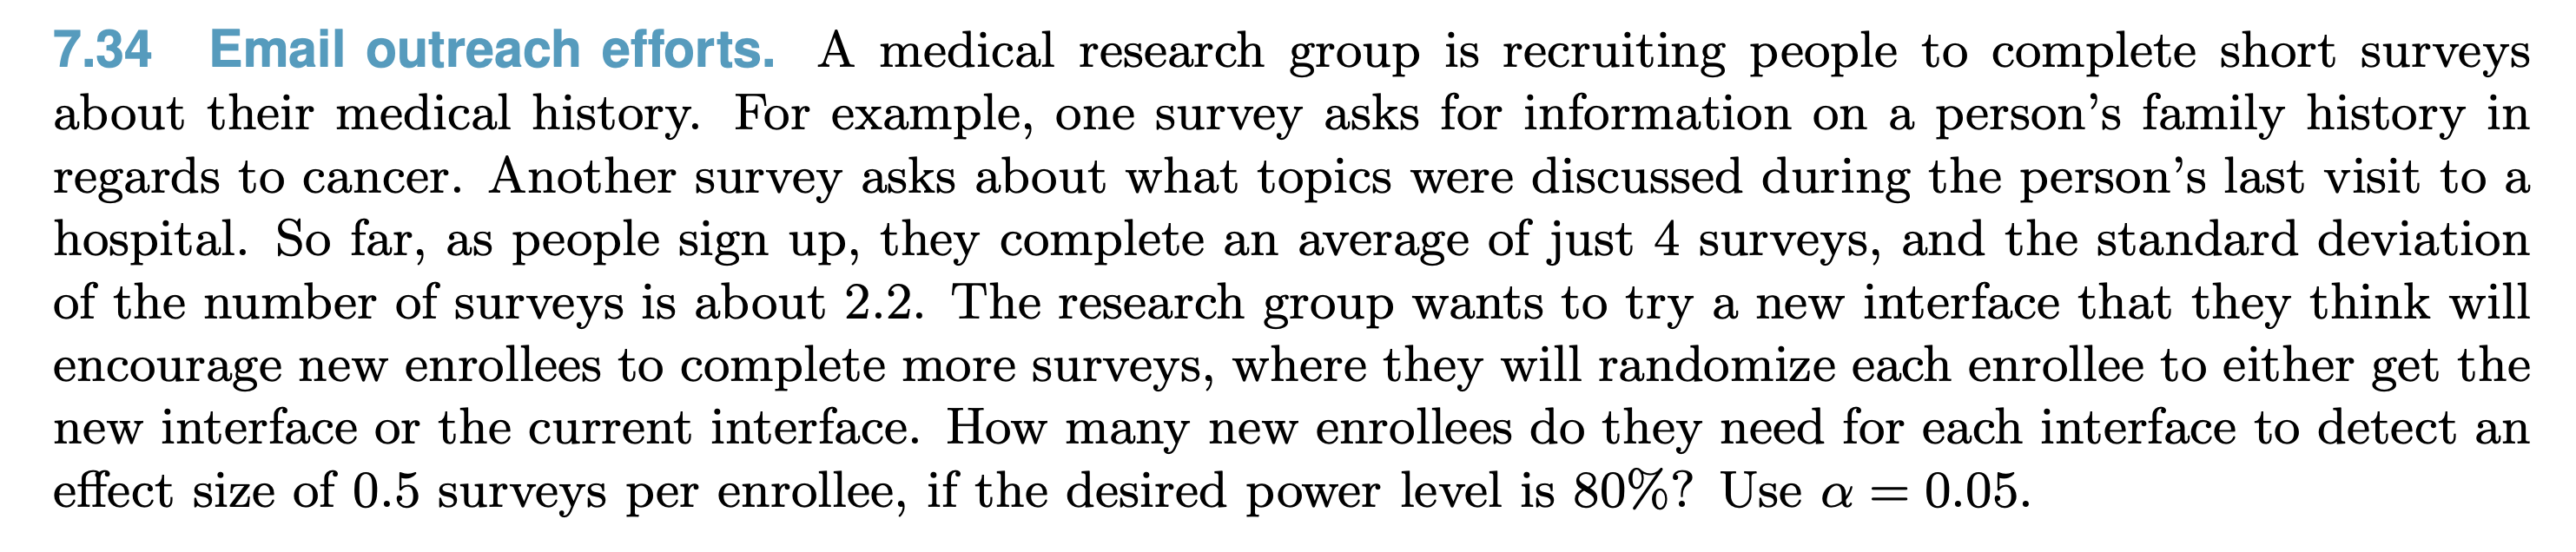 7.34 Email outreach efforts. A medical research group is recruiting people to complete short surveys
about their medical history. For example, one survey asks for information on a person’s family history in
regards to cancer. Another survey asks about what topics were discussed during the person’s last visit to a
hospital. So far, as people sign up, they complete an average of just 4 surveys, and the standard deviation
of the number of surveys is about 2.2. The research group wants to try a new interface that they think will
encourage new enrollees to complete more surveys, where they will randomize each enrollee to either get the
new interface or the current interface. How many new enrollees do they need for each interface to detect an
effect size of 0.5 surveys per enrollee, if the desired power level is 80%? Use α = 0.05.